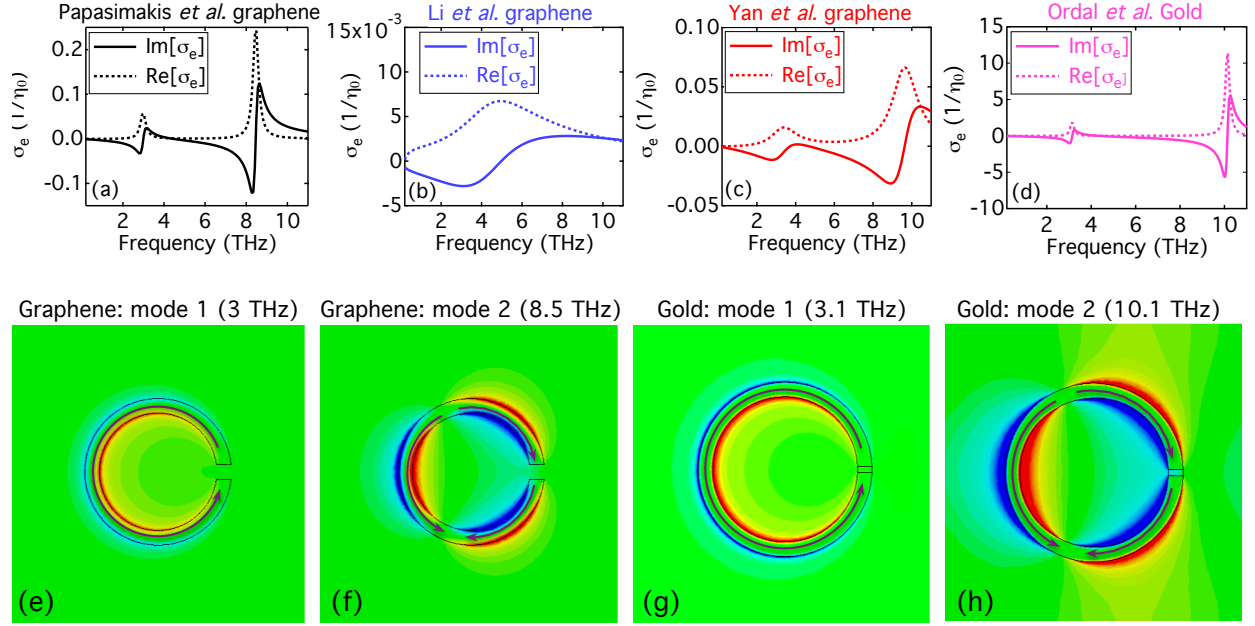 Papasimakis et al. graphene
Li et al. graphene
Yan et al. graphene
Ordal et al. Gold
σe (1/η0)
0.2
0.1
0.0
-0.1
Im[σe]
Re[σe]
(a)
2
4
6
8
10
Frequency (THz)
σe (1/η0)
15x10-3
10
5
0
-5
Im[σe]
Re[σe]
(b)
2
4
6
8
10
Frequency (THz)
σe (1/η0)
0.10
0.05
0.00
-0.05
Im[σe]
Re[σe]
(c)
2
4
6
8
10
Frequency (THz)
σe (1/η0)
15
10
5
0
-5
-10
Im[σe]
Re[σe]
(d)
2
4
6
8
10
Frequency (THz)
Graphene: mode 1 (3 THz)
Graphene: mode 2 (8.5 THz)
Gold: mode 1 (3.1 THz)
Gold: mode 2 (10.1 THz)
(e)
(f)
(g)
(h)